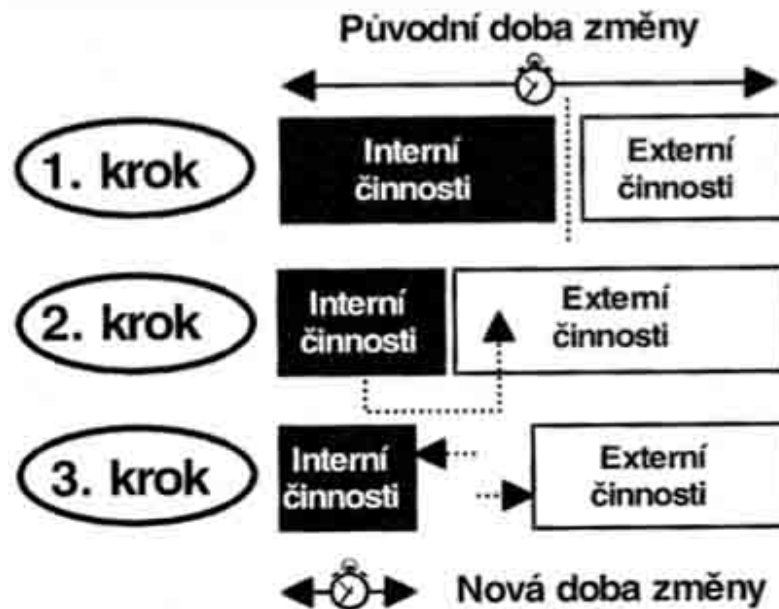 Původní doba změny
1. krok
Interní
činnosti
Externí
činnosti
2. krok
Interní
činnosti
Externí
činnosti
3. krok
Interní
činnosti
Externí
činnosti
Nová doba změny